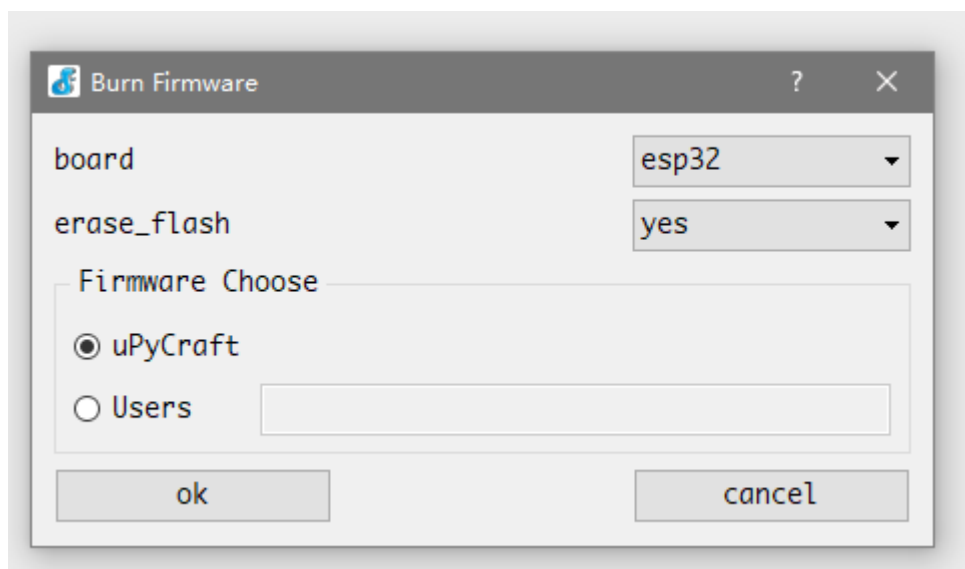 Burn Firmware ?
board esp32
erase_flash yes
Firmware Choose
uPyCraft
Users
ok cancel